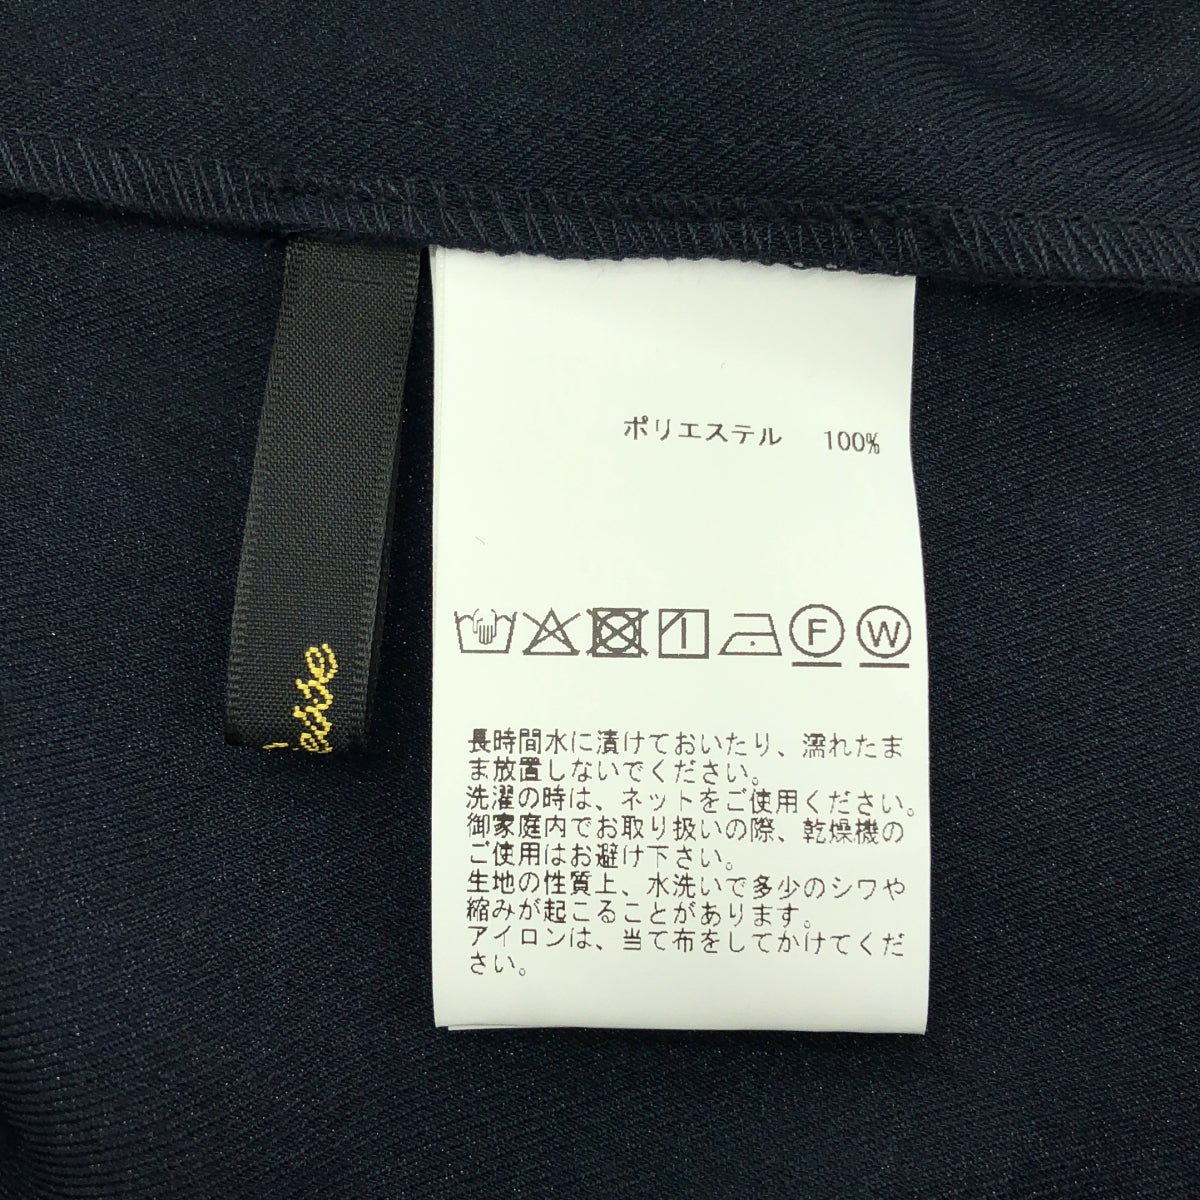 ポリエステル 100%
F W
長時間水に漬けておいたり、濡れたま
ま放置しないでください。
洗濯の時は、ネットをご使用ください。
御家庭内でお取り扱いの際、乾燥機の
ご使用はお避け下さい。
生地の性質上、水洗いで多少のシワや
縮みが起こることがあります。
アイロンは、当て布をしてかけてくだ
さい。